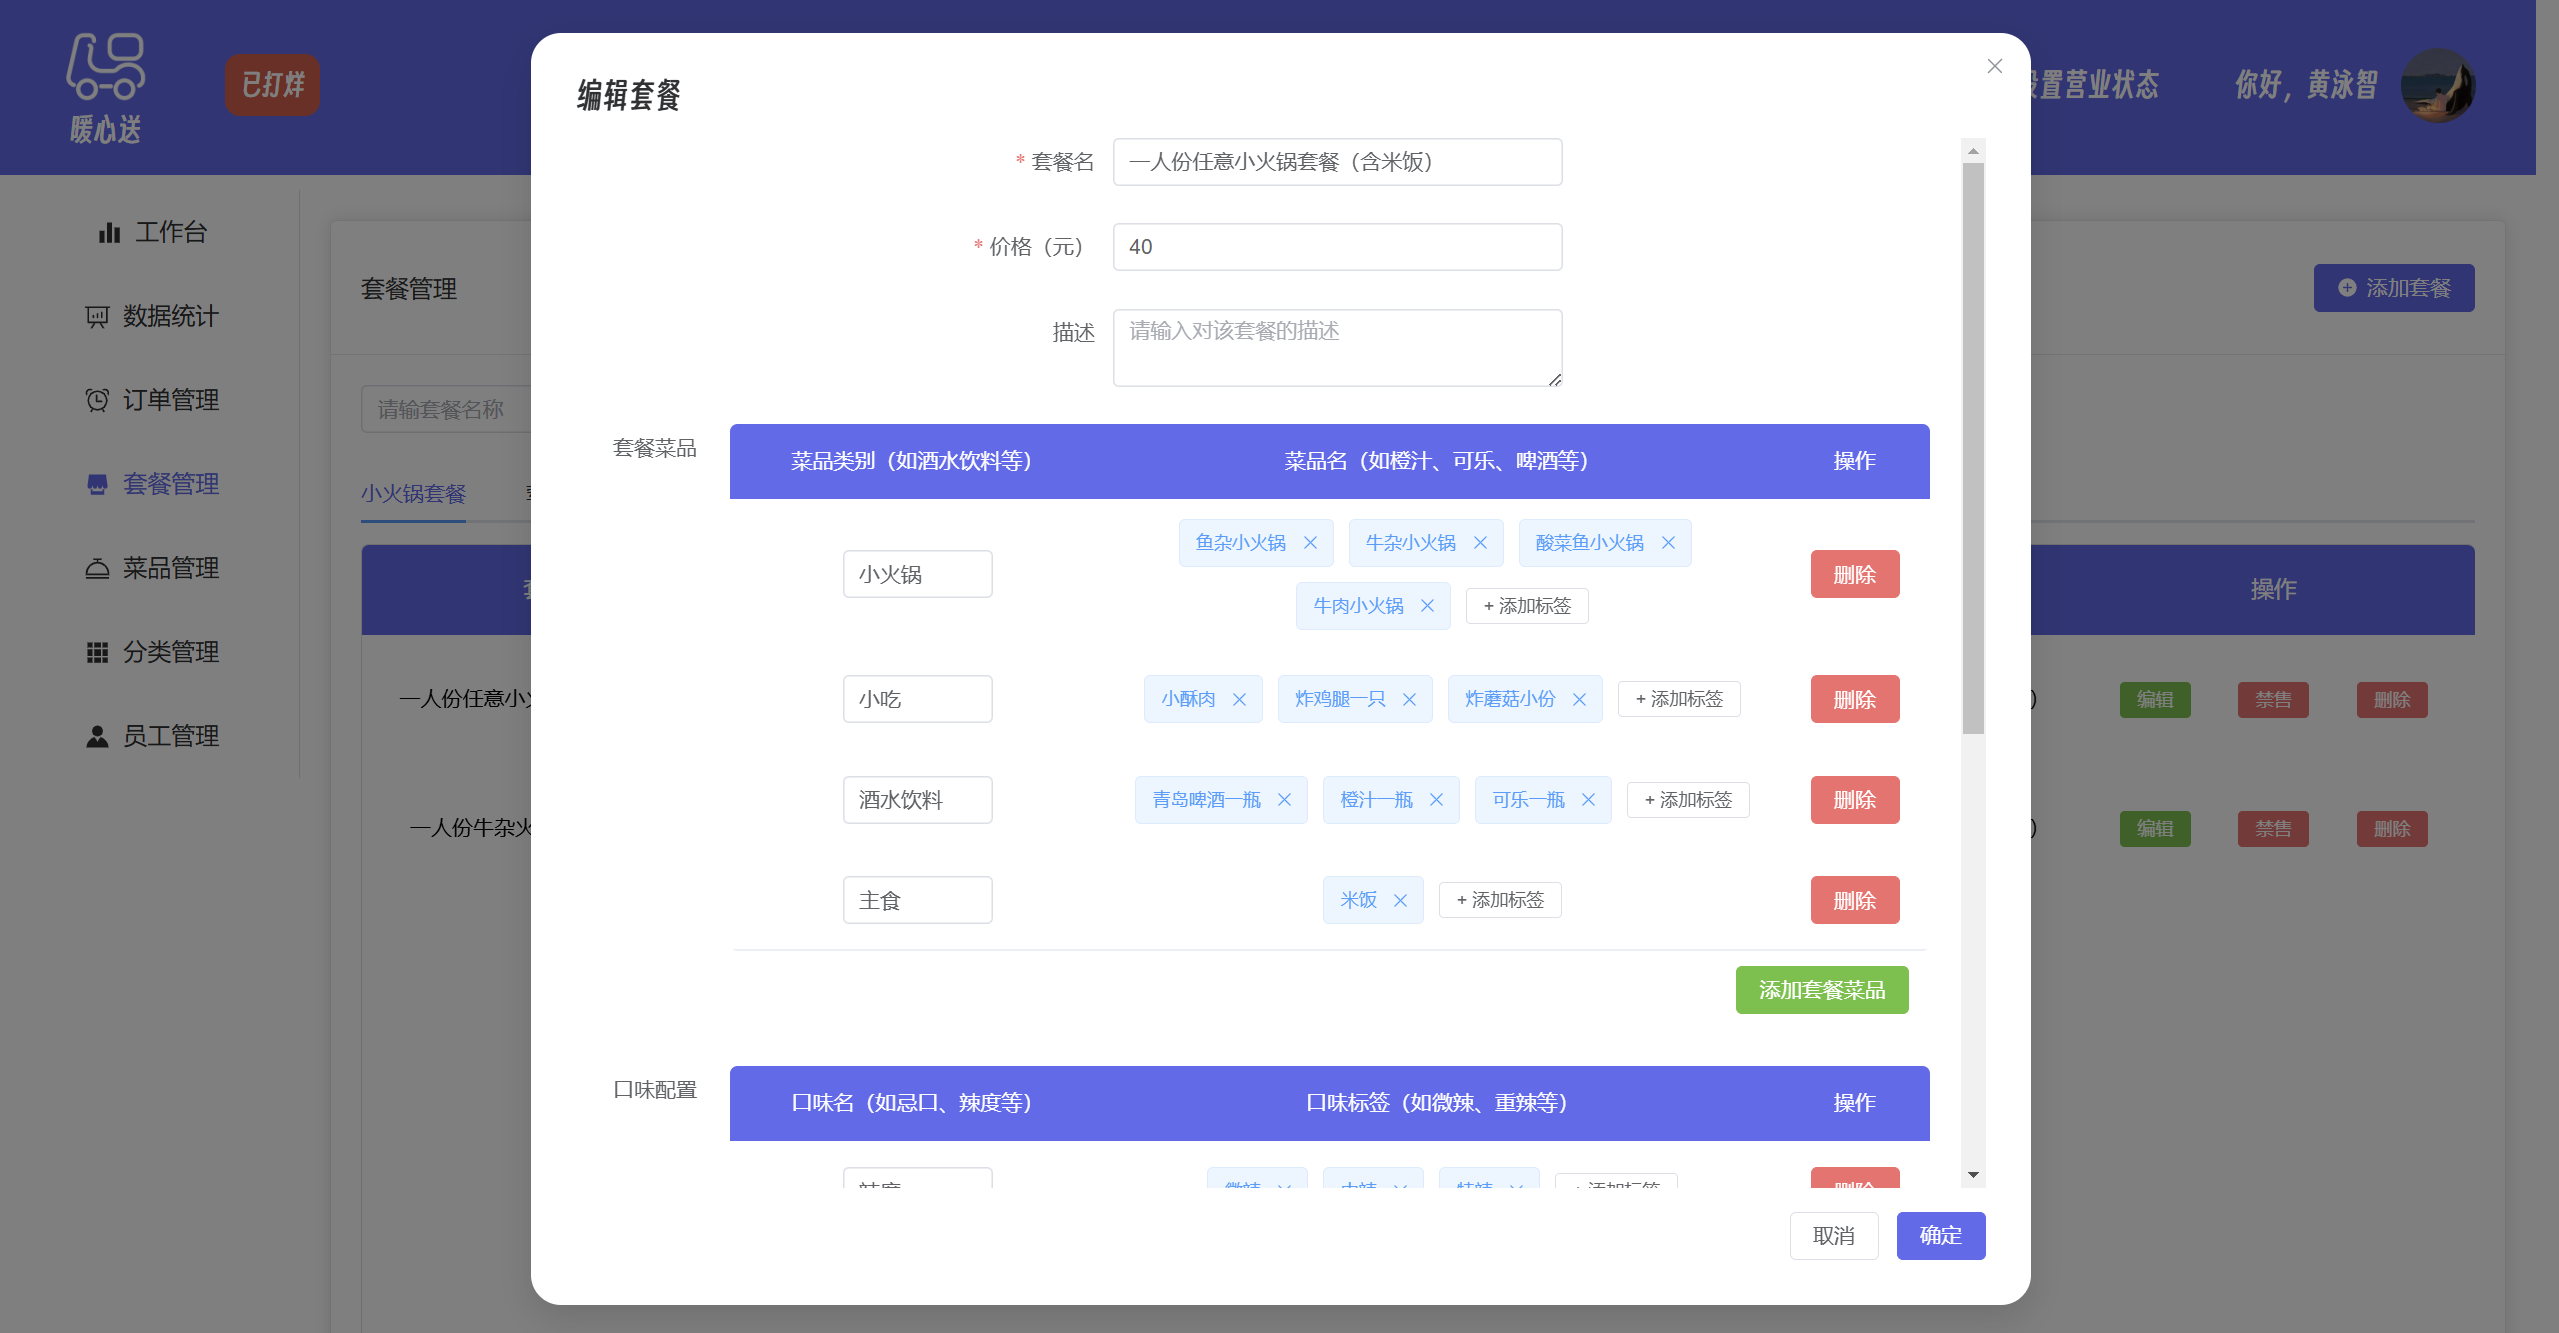 已打烊
暖心送
设置营业状态
你好，黄泳智
工作台
数据统计
订单管理
套餐管理
菜品管理
分类管理
员工管理
套餐管理
添加套餐
请输套餐名称
小火锅套餐
操作
一人份任意小
编辑
禁售
删除
一人份牛杂火
编辑
禁售
删除
编辑套餐
* 套餐名
一人份任意小火锅套餐（含米饭）
* 价格（元）
40
描述
请输入对该套餐的描述
套餐菜品
菜品类别（如酒水饮料等） 菜品名（如橙汁、可乐、啤酒等） 操作
小火锅
鱼杂小火锅 牛杂小火锅 酸菜鱼小火锅
牛肉小火锅 + 添加标签
删除
小吃 小酥肉 炸鸡腿一只 炸蘑菇小份 + 添加标签 删除
酒水饮料 青岛啤酒一瓶 橙汁一瓶 可乐一瓶 + 添加标签 删除
主食 米饭 + 添加标签 删除
添加套餐菜品
口味配置
口味名（如忌口、辣度等） 口味标签（如微辣、重辣等） 操作
辣度 微辣 中辣 特辣 + 添加标签 删除
取消 确定